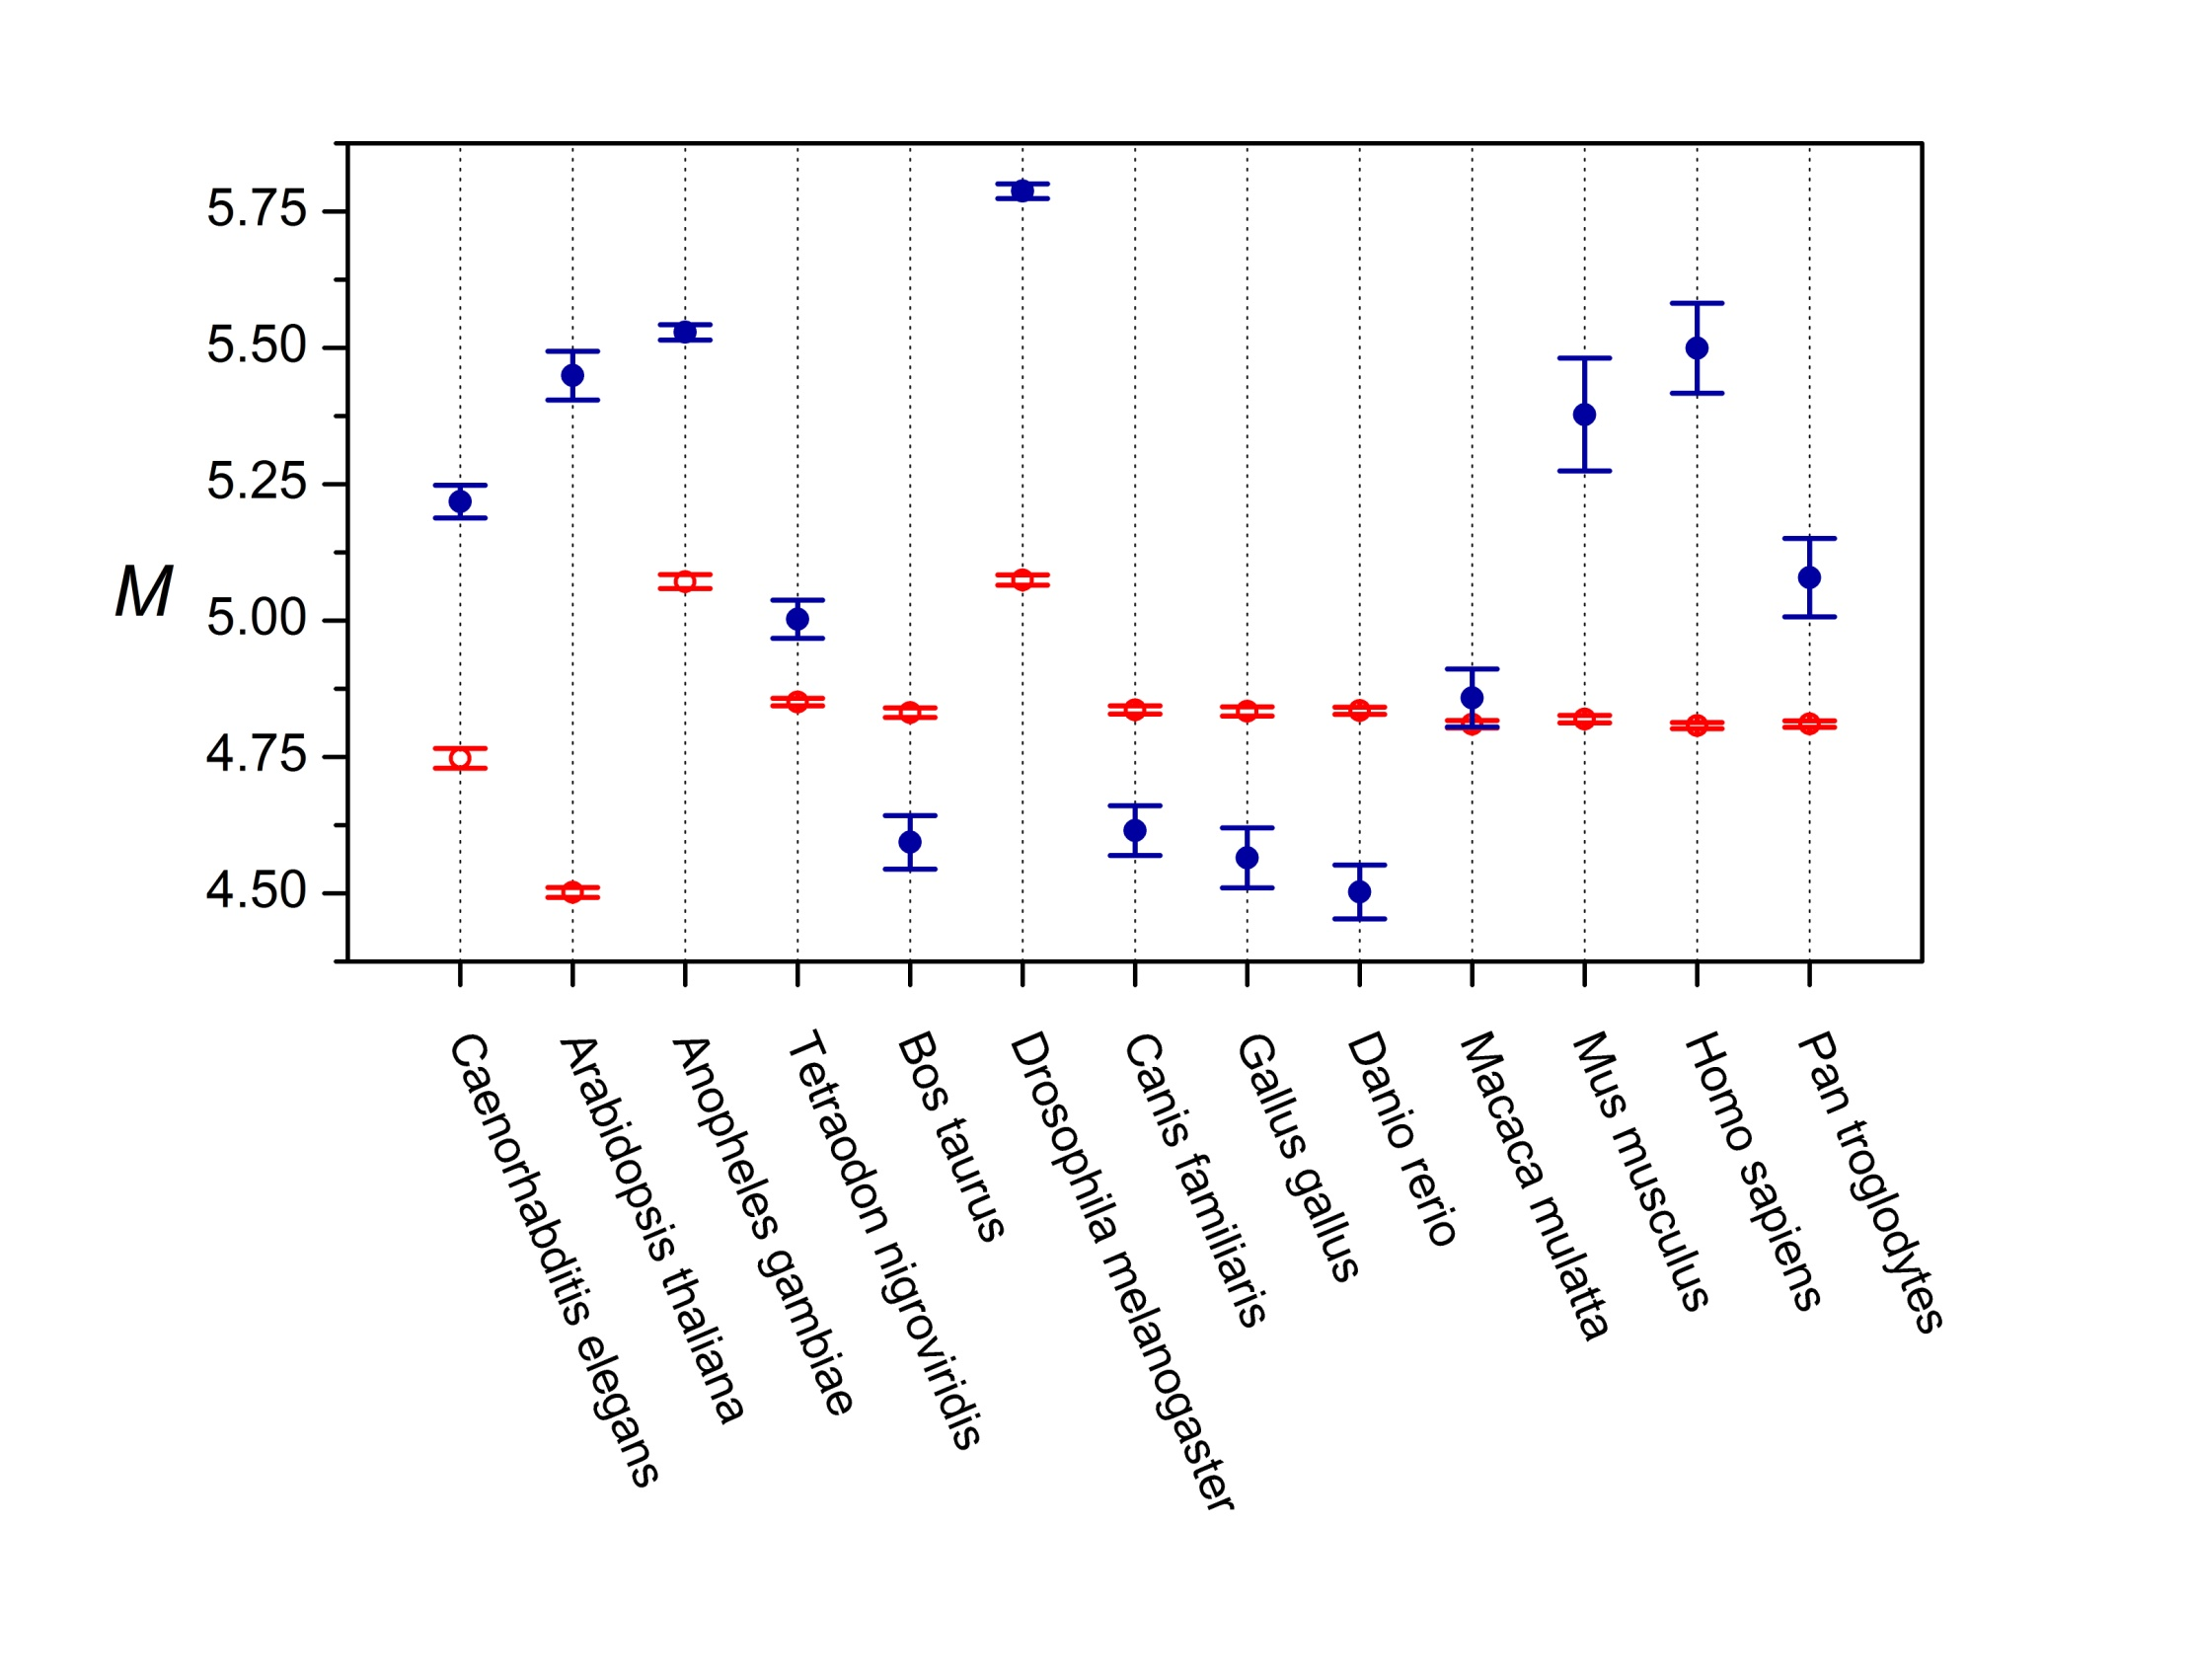 5.75
5.50
5.25
M
5.00
4.75
4.50
Caenorhabditis elegans
Arabidopsis thaliana
Anopheles gambiae
Tetraodon nigroviridis
Bos taurus
Drosophila melanogaster
Canis familiaris
Gallus gallus
Danio rerio
Macaca mulatta
Mus musculus
Homo sapiens
Pan troglodytes